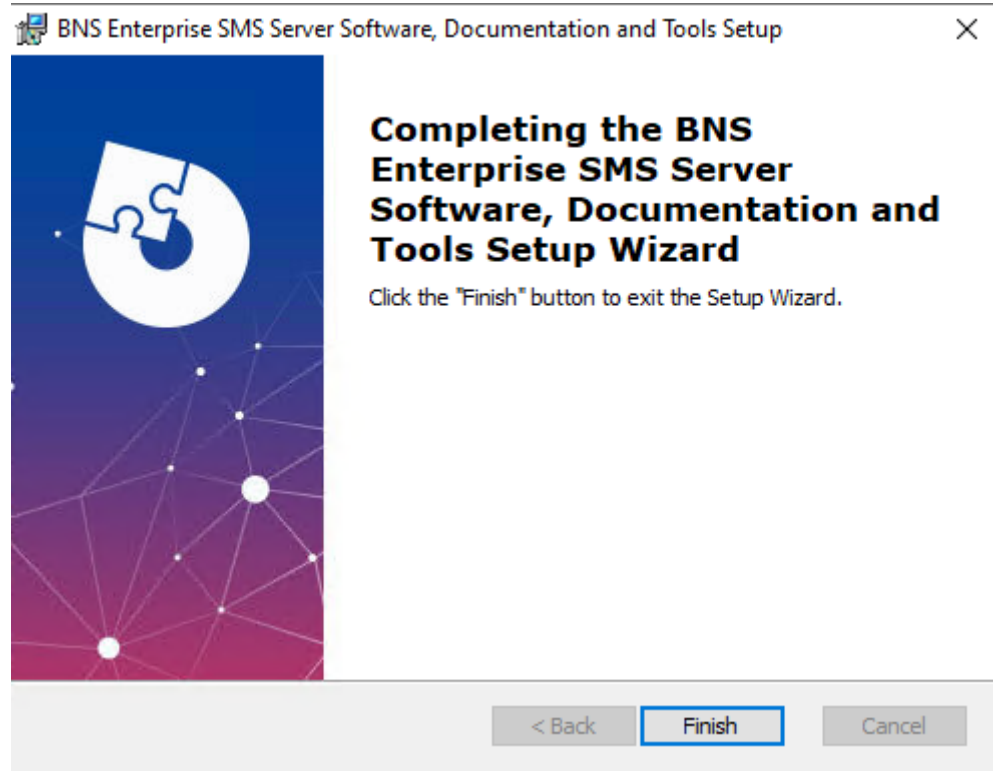 BNS Enterprise SMS Server Software, Documentation and Tools Setup
Completing the BNS
Enterprise SMS Server
Software, Documentation and
Tools Setup Wizard
Click the "Finish" button to exit the Setup Wizard.
< Back
Finish
Cancel